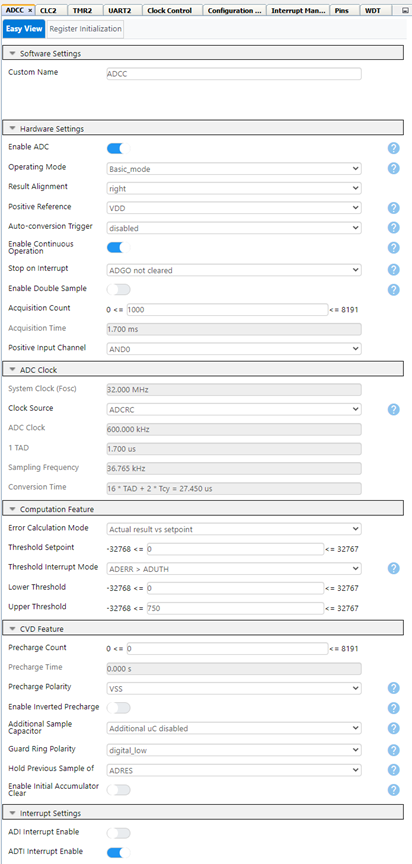 ADCC × CLC2 TMR2 UART2 Clock Control Configuration ... Interrupt Man... Pins WDT
Easy View Register Initialization
Software Settings
Custom Name ADCC
Hardware Settings
Enable ADC ?
Operating Mode Basic_mode ?
Result Alignment right ?
Positive Reference VDD ?
Auto-conversion Trigger disabled ?
Enable Continuous
Operation ?
Stop on Interrupt ADGO not cleared ?
Enable Double Sample ?
Acquisition Count 0 <= 1000 <= 8191
Acquisition Time 1.700 ms
Positive Input Channel AND0
ADC Clock
System Clock (Fosc) 32.000 MHz
Clock Source ADCRC ?
ADC Clock 600.000 kHz
1 TAD 1.700 us
Sampling Frequency 36.765 kHz
Conversion Time 16 * TAD + 2 * Tcy = 27.450 us
Computation Feature
Error Calculation Mode Actual result vs setpoint
Threshold Setpoint -32768 <= 0 <= 32767
Threshold Interrupt Mode ADERR > ADUTH ?
Lower Threshold -32768 <= 0 <= 32767
Upper Threshold -32768 <= 750 <= 32767
CVD Feature
Precharge Count 0 <= 0 <= 8191
Precharge Time 0.000 s
Precharge Polarity VSS ?
Enable Inverted Precharge ?
Additional Sample
Capacitor Additional uC disabled ?
Guard Ring Polarity digital_low ?
Hold Previous Sample of ADRES ?
Enable Initial Accumulator
Clear ?
Interrupt Settings
ADI Interrupt Enable ?
ADTI Interrupt Enable ?